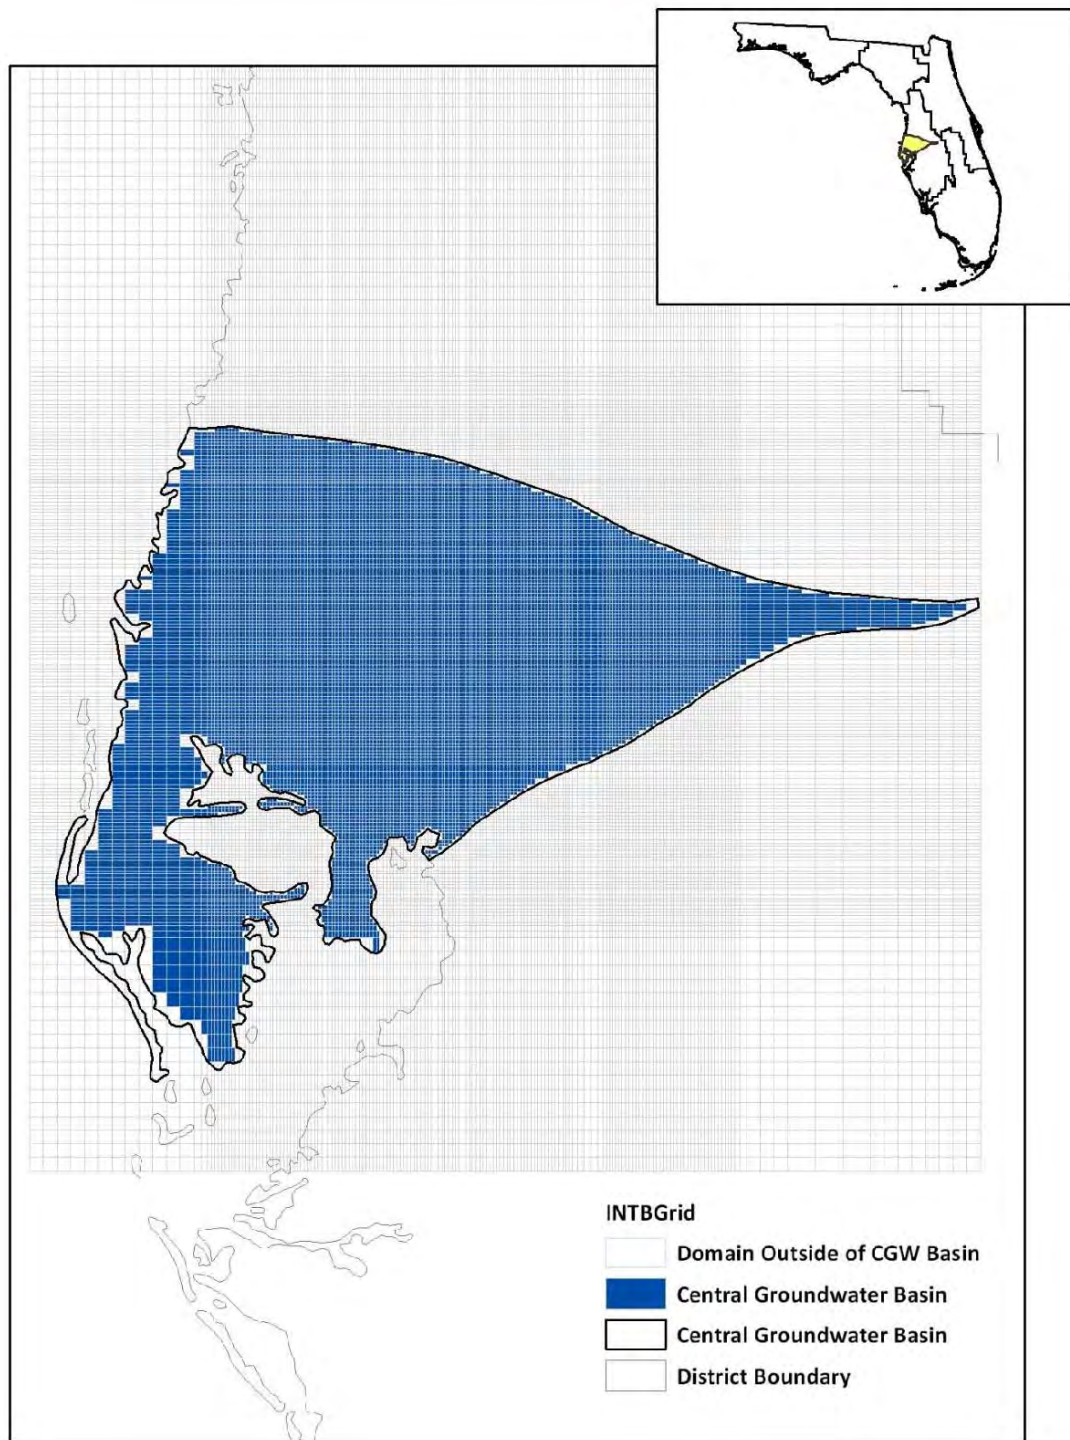 INTBGrid
Domain Outside of CGW Basin
Central Groundwater Basin
Central Groundwater Basin
District Boundary